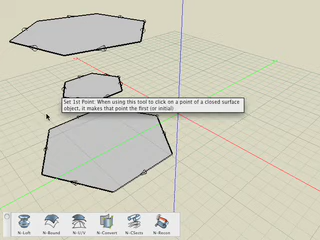 Set 1st Point: When using this tool to click on a point of a closed surface
object, it makes that point the first (or initial)
N-Loft N-Bound N-U/V N-Convert N-Cleats N-Recon